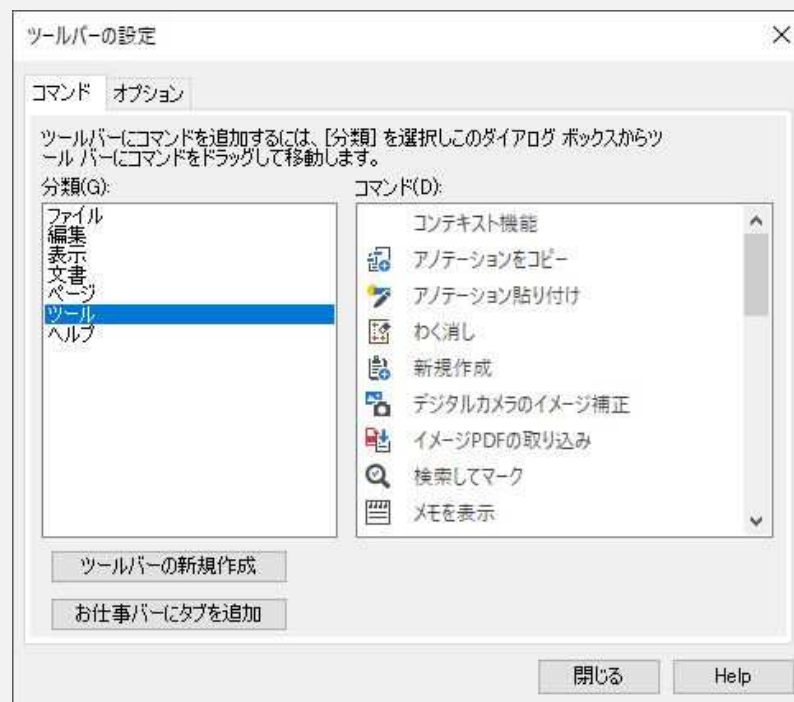 ツールバーの設定
コマンド
オプション
ツールバーにコマンドを追加するには、[分類] を選択しこのダイアログ ボックスからツ
ール バーにコマンドをドラッグして移動します。
分類(G):
ファイル
編集
表示
文書
ページ
ツール
ヘルプ
コマンド(D):
コンテキスト機能
アノテーションをコピー
アノテーション貼り付け
わく消し
新規作成
デジタルカメラのイメージ補正
イメージPDFの取り込み
検索してマーク
メモを表示
ツールバーの新規作成
お仕事バーにタブを追加
閉じる
Help